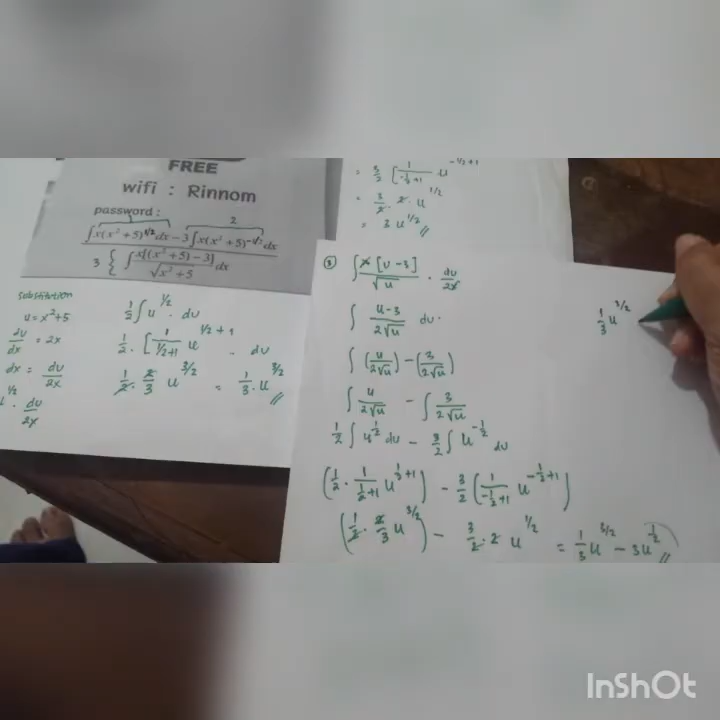 FREE
wifi : Rinnom
password :
2
∫x(x² + 5)^1/2 dx − 3∫x(x² + 5)^−1/2 dx
3 { ∫ x[(x² + 5) − 3] / √x² + 5 dx
substitution
u = x²+5
du/dx = 2x
dx = du/2x
1/2 · du/2x
1/2 ∫ u^1/2 · du
1/2 · [1/(1/2+1) u^1/2+1 · du
1/2 · 2/3 u^3/2 = 1/3 · u^3/2 //
= 3/2 [1/(-1/2+1) u^-1/2+1
= 3/2 · 2 · u^1/2
= 3 u^1/2 //
③ ∫ x [u − 3] / √u · du/2x
∫ u−3 / 2√u du·
∫ (u/2√u) − (3/2√u)
∫ u/2√u − ∫ 3/2√u
1/2 ∫ u^1/2 du − 3/2 ∫ u^-1/2 du
(1/2 · 1/(1/2+1) u^1/2+1) − 3/2 (1/(-1/2+1) u^-1/2+1)
(1/2 · 2/3 u^3/2) − 3/2 · 2 u^1/2 = 1/3 u^3/2 − 3u^1/2 //
1/3 u^3/2
InShOt